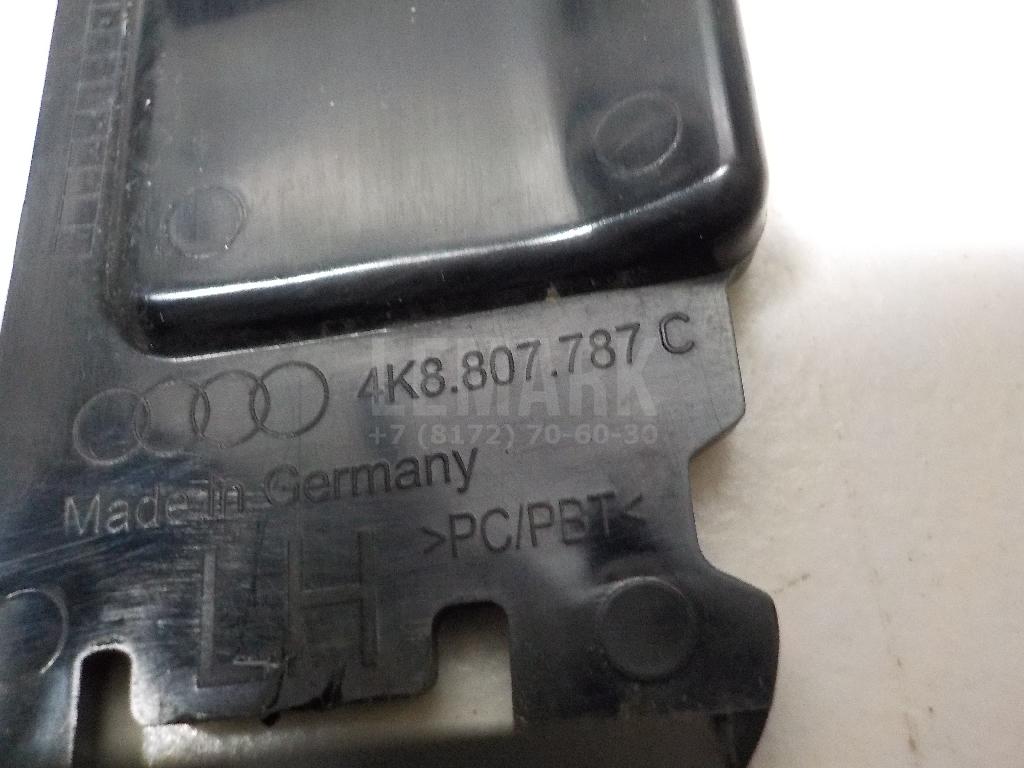 4K8.807.787 C
LEMARK
+7 (8172) 70-60-30
Made in Germany
>PC/PBT<
LH